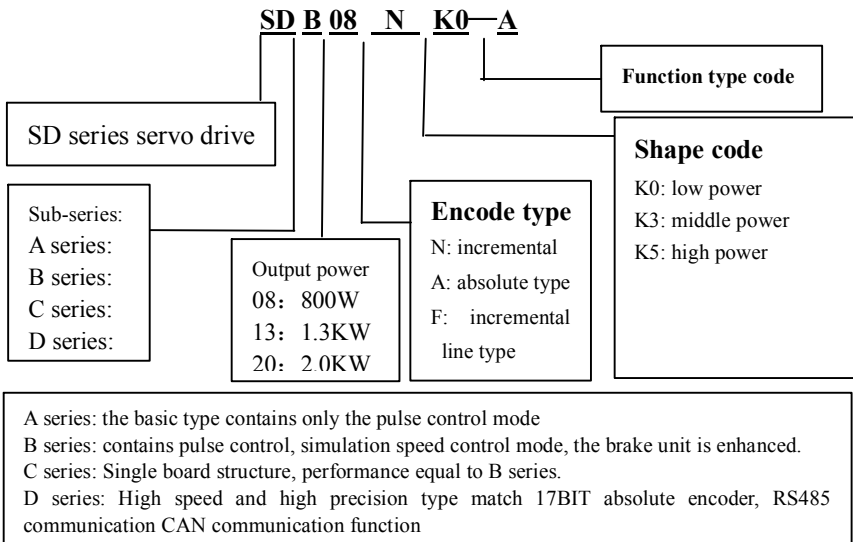 SD B 08 N K0—A
Function type code
SD series servo drive
Shape code
K0: low power
K3: middle power
K5: high power
Sub-series:
A series:
B series:
C series:
D series:
Output power
08：800W
13：1.3KW
20：2.0KW
Encode type
N: incremental
A: absolute type
F: incremental
line type
A series: the basic type contains only the pulse control mode
B series: contains pulse control, simulation speed control mode, the brake unit is enhanced.
C series: Single board structure, performance equal to B series.
D series: High speed and high precision type match 17BIT absolute encoder, RS485
communication CAN communication function